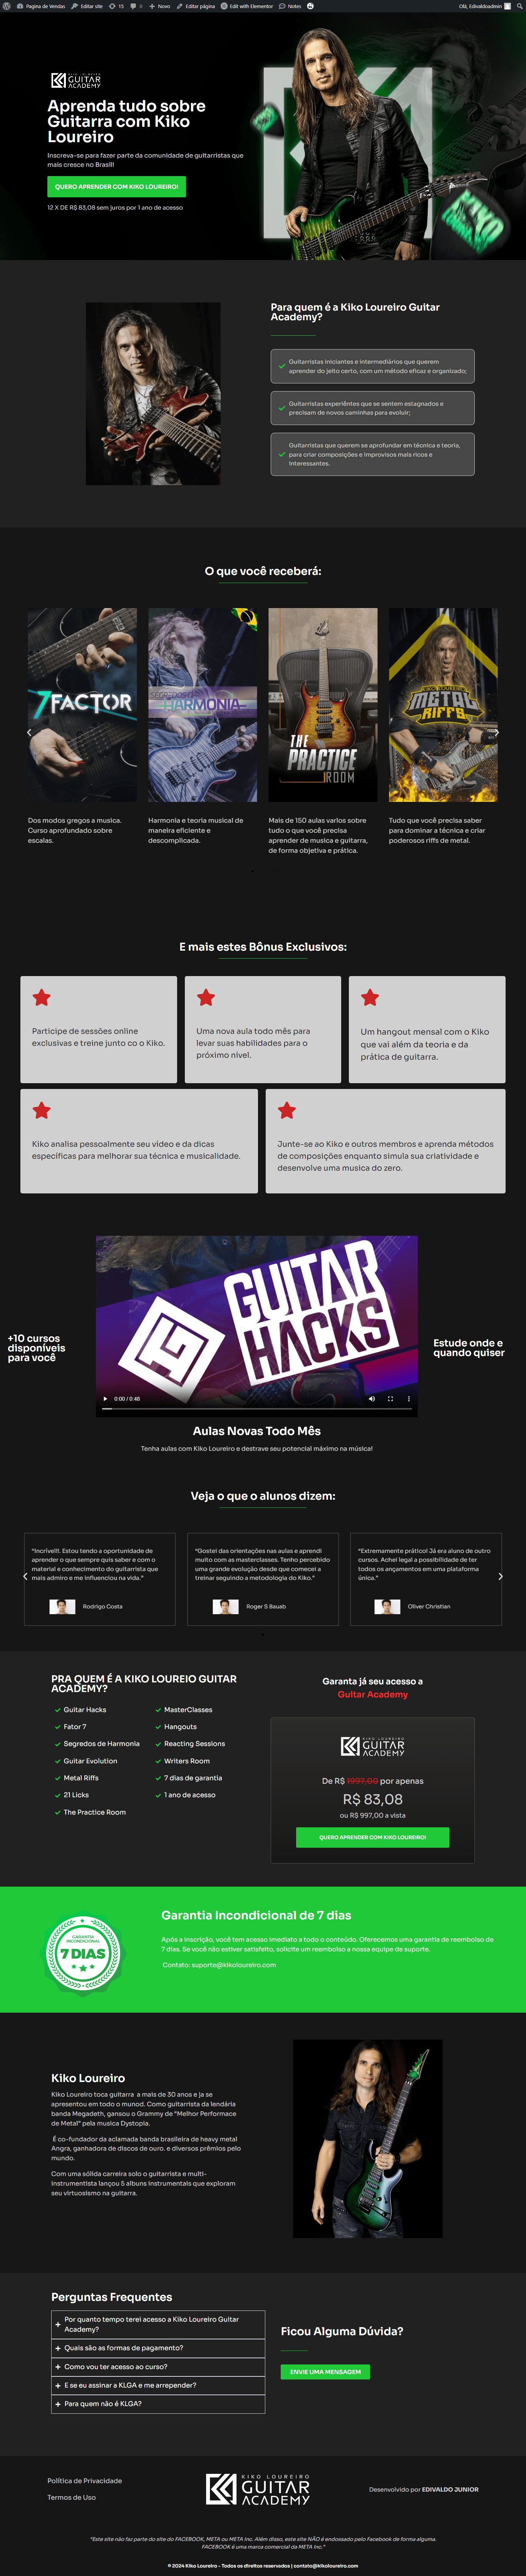 Pagina de Vendas
Editar site
15
0
Novo
Editar página
Edit with Elementor
Notes
Olá, Edivaldoadmin
KIKO LOUREIRO
GUITAR
ACADEMY
Aprenda tudo sobre
Guitarra com Kiko
Loureiro
Inscreva-se para fazer parte da comunidade de guitarristas que
mais cresce no Brasil!
QUERO APRENDER COM KIKO LOUREIRO!
12 X DE R$ 83,08 sem juros por 1 ano de acesso
Para quem é a Kiko Loureiro Guitar
Academy?
Guitarristas iniciantes e intermediários que querem
aprender do jeito certo, com um método eficaz e organizado;
Guitarristas experiêntes que se sentem estagnados e
precisam de novos caminhos para evoluir;
Guitarristas que querem se aprofundar em técnica e teoria,
para criar composições e improvisos mais ricos e
interessantes.
O que você receberá:
7FACTOR
SEGREDOS DE
HARMONIA
THE
PRACTICE
ROOM
KIKO LOUREIRO
METAL
RIFFS
Dos modos gregos a musica.
Curso aprofundado sobre
escalas.
Harmonia e teoria musical de
maneira eficiente e
descomplicada.
Mais de 150 aulas varlos sobre
tudo o que você precisa
aprender de musica e guitarra,
de forma objetiva e prática.
Tudo que você precisa saber
para dominar a técnica e criar
poderosos riffs de metal.
E mais estes Bônus Exclusivos:
Participe de sessões online
exclusivas e treine junto co o Kiko.
Uma nova aula todo mês para
levar suas habilidades para o
próximo nível.
Um hangout mensal com o Kiko
que vai além da teoria e da
prática de guitarra.
Kiko analisa pessoalmente seu vídeo e da dicas
específicas para melhorar sua técnica e musicalidade.
Junte-se ao Kiko e outros membros e aprenda métodos
de composições enquanto simula sua criatividade e
desenvolve uma musica do zero.
+10 cursos
disponíveis
para você
GUITAR
HACKS
0:00 / 0:46
Estude onde e
quando quiser
Aulas Novas Todo Mês
Tenha aulas com Kiko Loureiro e destrave seu potencial máximo na música!
Veja o que o alunos dizem:
"Incrível!!. Estou tendo a oportunidade de
aprender o que sempre quis saber e com o
material e conhecimento do guitarrista que
mais admiro e me influenciou na vida."
Rodrigo Costa
"Gostei das orientações nas aulas e aprendi
muito com as masterclasses. Tenho percebido
uma grande evolução desde que comecei a
treinar seguindo a metodologia do Kiko."
Roger S Bauab
"Extremamente prático! Já era aluno de outro
cursos. Achei legal a possibilidade de ter
todos os ançamentos em uma plataforma
única."
Oliver Christian
PRA QUEM É A KIKO LOUREIO GUITAR
ACADEMY?
Guitar Hacks
Fator 7
Segredos de Harmonia
Guitar Evolution
Metal Riffs
21 Licks
The Practice Room
MasterClasses
Hangouts
Reacting Sessions
Writers Room
7 dias de garantia
1 ano de acesso
Garanta já seu acesso a
Guitar Academy
KIKO LOUREIRO
GUITAR
ACADEMY
De R$ 1997,00 por apenas
R$ 83,08
ou R$ 997,00 a vista
QUERO APRENDER COM KIKO LOUREIRO!
GARANTIA
INCONDICIONAL
7 DIAS
Garantia Incondicional de 7 dias
Após a inscrição, você tem acesso imediato a todo o conteúdo. Oferecemos uma garantia de reembolso de
7 dias. Se você não estiver satisfeito, solicite um reembolso a nossa equipe de suporte.
Contato: suporte@kikoloureiro.com
Kiko Loureiro
Kiko Loureiro toca guitarra a mais de 30 anos e ja se
apresentou em todo o munod. Como guitarrista da lendária
banda Megadeth, gansou o Grammy de "Melhor Performace
de Metal" pela musica Dystopia.
É co-fundador da aclamada banda brasileira de heavy metal
Angra, ganhadora de discos de ouro. e diversos prêmios pelo
mundo.
Com uma sólida carreira solo o guitarrista e multi-
instrumentista lançou 5 albuns instrumentais que exploram
seu virtuosismo na guitarra.
Perguntas Frequentes
Por quanto tempo terei acesso a Kiko Loureiro Guitar
Academy?
Quais são as formas de pagamento?
Como vou ter acesso ao curso?
E se eu assinar a KLGA e me arrepender?
Para quem não é KLGA?
Ficou Alguma Dúvida?
ENVIE UMA MENSAGEM
Política de Privacidade
Termos de Uso
KIKO LOUREIRO
GUITAR
ACADEMY
Desenvolvido por EDIVALDO JUNIOR
"Este site não faz parte do site do FACEBOOK, META ou META Inc. Além disso, este site NÃO é endossado pelo Facebook de forma alguma.
FACEBOOK é uma marca comercial da META Inc."
© 2024 Kiko Loureiro – Todos os direitos reservados | contato@kikoloureiro.com